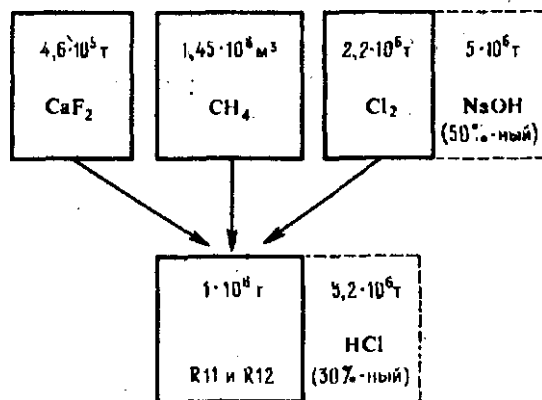 4,6·10⁵ т
CaF₂
1,45·10⁸ м³
CH₄
2,2·10⁶ т
Cl₂
5·10⁶ т
NaOH
(50%-ный)
1·10⁶ т
R11 и R12
5,2·10⁶ т
HCl
(30%-ный)